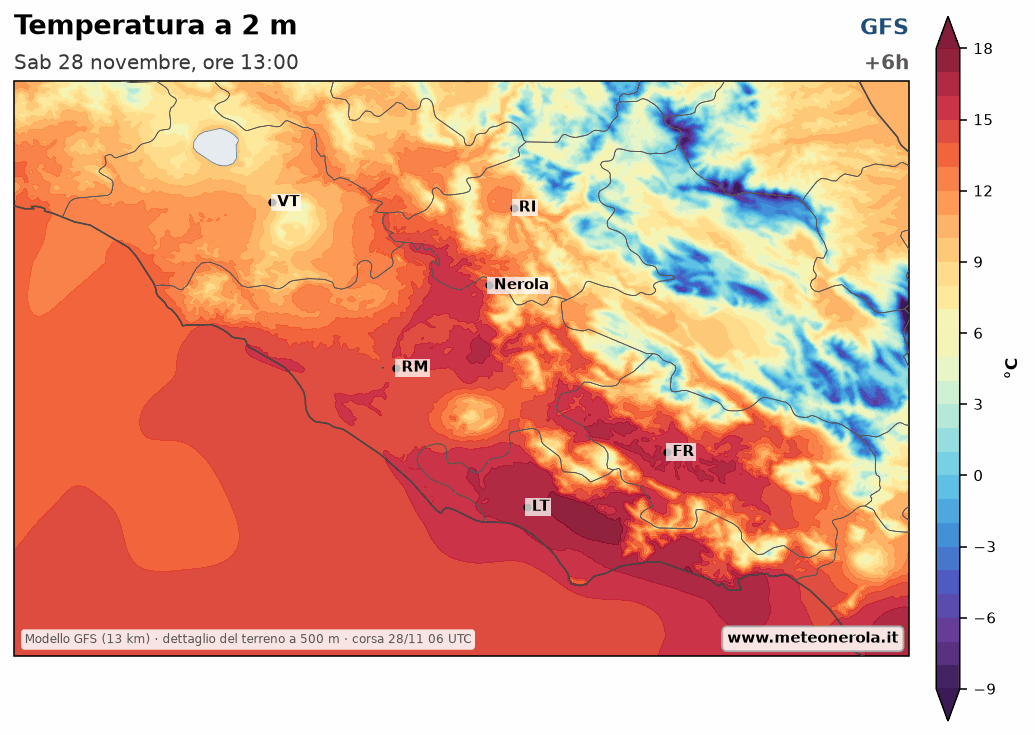 Temperatura a 2 m
GFS
Sab 28 novembre, ore 13:00
+6h
VT
RI
Nerola
RM
FR
LT
Modello GFS (13 km) · dettaglio del terreno a 500 m · corsa 28/11 06 UTC
www.meteonerola.it
18
15
12
9
6
3
0
−3
−6
−9
°C